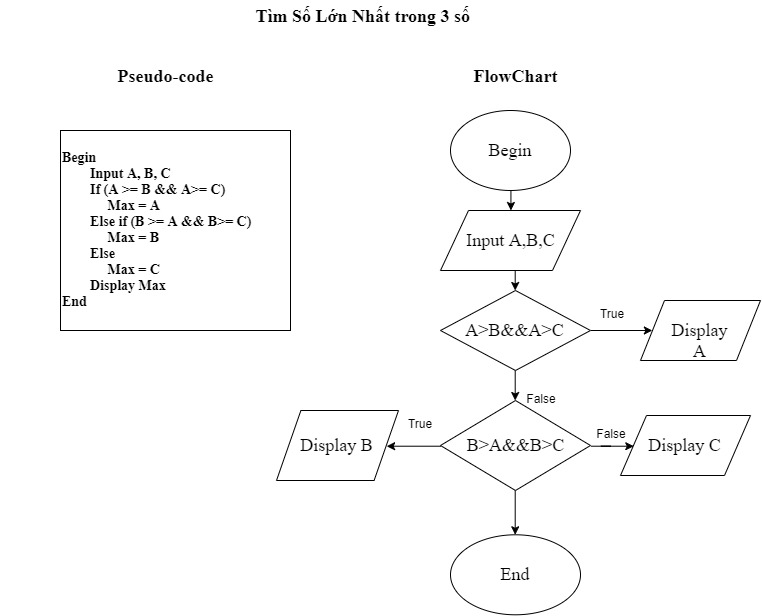 Tìm Số Lớn Nhất trong 3 số
Pseudo-code
Begin
Input A, B, C
If (A >= B && A>= C)
Max = A
Else if (B >= A && B>= C)
Max = B
Else
Max = C
Display Max
End
FlowChart
Begin
Input A,B,C
A>B&&A>C
True
Display
A
False
B>A&&B>C
True
Display B
False
Display C
End